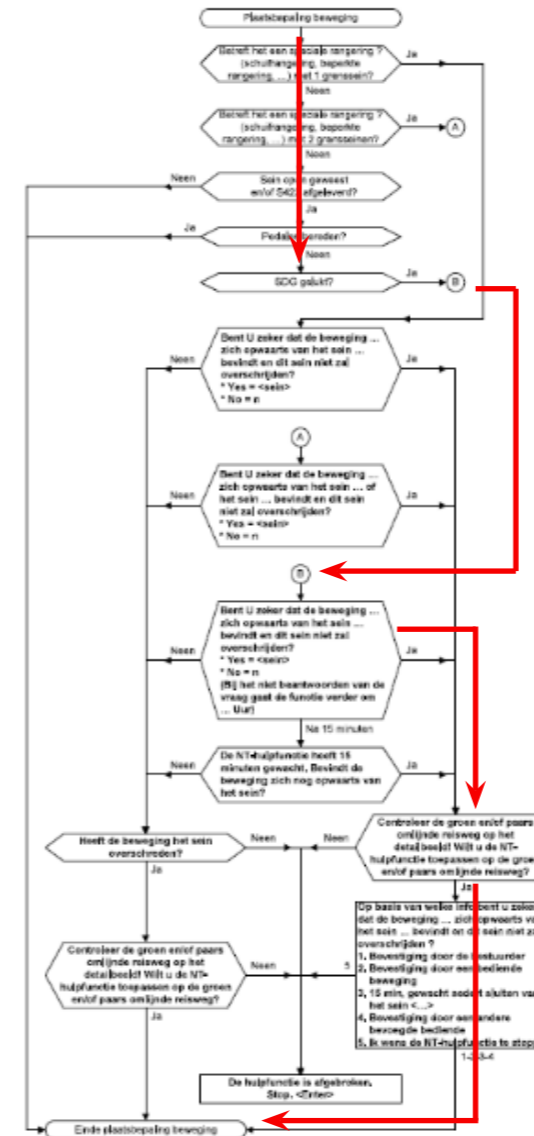 Plaatsbepaling beweging
Betreft het een speciale rangering ?
(schuifrangering, beperkte
rangering, ...) met 1 grenssein?
Ja
Neen
Betreft het een speciale rangering ?
(schuifrangering, beperkte
rangering, ...) met 2 grensseinen?
Ja
A
Neen
Neen
Sein open geweest
en/of S422 afgeleverd?
Ja
Ja
Pedalen bereden?
Neen
SDG gelukt?
Ja
B
Bent U zeker dat de beweging ...
zich opwaarts van het sein ...
bevindt en dit sein niet zal
overschrijden?
* Yes = <sein>
* No = n
Neen
Ja
A
Bent U zeker dat de beweging ...
zich opwaarts van het sein ... of
het sein ... bevindt en dit sein
niet zal overschrijden?
* Yes = <sein>
* No = n
Neen
Ja
B
Bent U zeker dat de beweging ...
zich opwaarts van het sein ...
bevindt en dit sein niet zal
overschrijden?
* Yes = <sein>
* No = n
(Bij het niet beantwoorden van de
vraag gaat de functie verder om
... Uur)
Neen
Ja
Na 15 minuten
De NT-hulpfunctie heeft 15
minuten gewacht. Bevindt de
beweging zich nog opwaarts van
het sein?
Neen
Ja
Heeft de beweging het sein
overschreden?
Neen
Neen
Controleer de groen en/of paars
omlijnde reisweg op het
detailbeeld! Wilt u de NT-
hulpfunctie toepassen op de groen
en/of paars omlijnde reisweg?
Ja
Ja
Controleer de groen en/of paars
omlijnde reisweg op het
detailbeeld! Wilt u de NT-
hulpfunctie toepassen op de groen
en/of paars omlijnde reisweg?
Neen
5
Op basis van welke info bent u zeker
dat de beweging ... zich opwaarts van
het sein ... bevindt en dit sein niet zal
overschrijden ?
1. Bevestiging door de bestuurder
2. Bevestiging door een bediende
beweging
3. 15 min. gewacht sedert sluiten van
het sein <...>
4. Bevestiging door een andere
bevoegde bediende
5. Ik wens de NT-hulpfunctie te stopp
1-2-3-4
Ja
De hulpfunctie is afgebroken.
Stop. <Enter>
Einde plaatsbepaling beweging